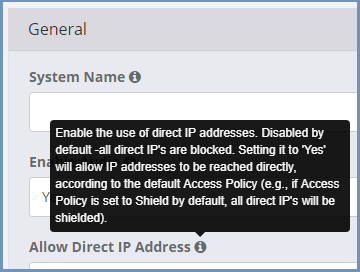 General
System Name
Enable the use of direct IP addresses. Disabled by
default -all direct IP's are blocked. Setting it to 'Yes'
will allow IP addresses to be reached directly,
according to the default Access Policy (e.g., if Access
Policy is set to Shield by default, all direct IP's will be
shielded).
Allow Direct IP Address